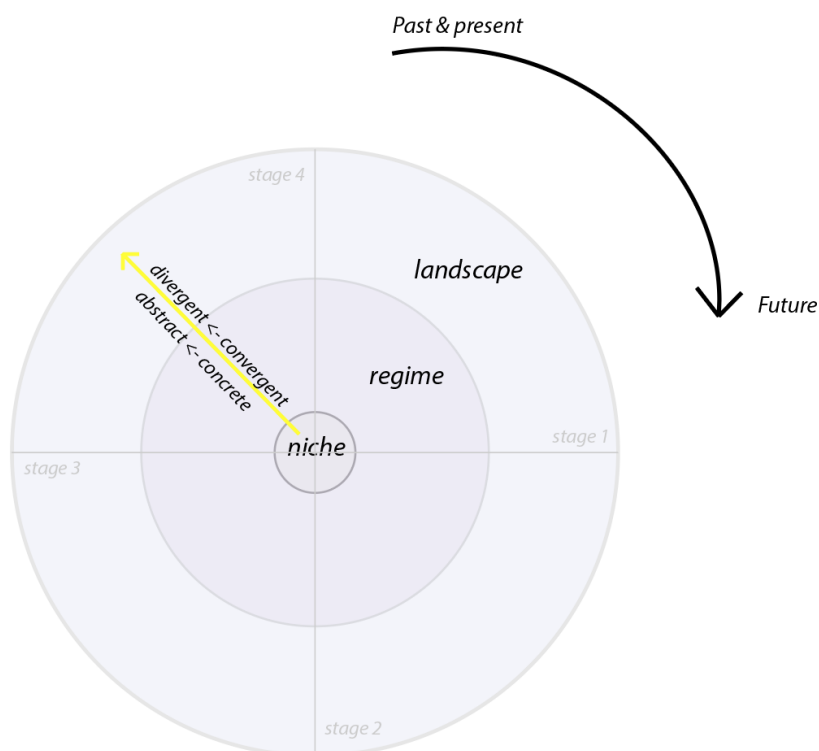 Past & present
stage 4
landscape
divergent <- convergent
abstract <- concrete
Future
regime
stage 1
niche
stage 3
stage 2